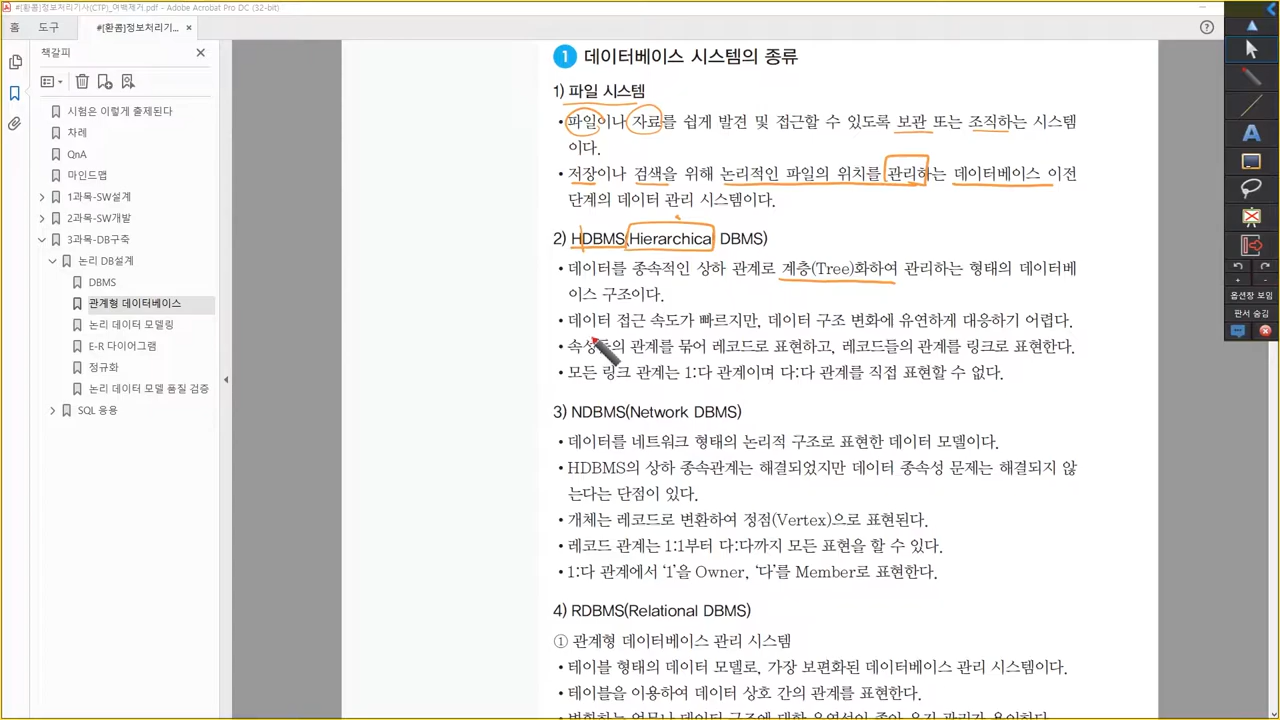 #[환콤]정보처리기사(CTP)_여백제거.pdf - Adobe Acrobat Pro DC (32-bit)
홈 도구 #[환콤]정보처리기... ×
책갈피
시험은 이렇게 출제된다
차례
QnA
마인드맵
1과목-SW설계
2과목-SW개발
3과목-DB구축
논리 DB설계
DBMS
관계형 데이터베이스
논리 데이터 모델링
E-R 다이어그램
정규화
논리 데이터 모델 품질 검증
SQL 응용
1 데이터베이스 시스템의 종류
1) 파일 시스템
• 파일이나 자료를 쉽게 발견 및 접근할 수 있도록 보관 또는 조직하는 시스템
이다.
• 저장이나 검색을 위해 논리적인 파일의 위치를 관리하는 데이터베이스 이전
단계의 데이터 관리 시스템이다.
2) HDBMS(Hierarchical DBMS)
• 데이터를 종속적인 상하 관계로 계층(Tree)화하여 관리하는 형태의 데이터베
이스 구조이다.
• 데이터 접근 속도가 빠르지만, 데이터 구조 변화에 유연하게 대응하기 어렵다.
• 속성들의 관계를 묶어 레코드로 표현하고, 레코드들의 관계를 링크로 표현한다.
• 모든 링크 관계는 1:다 관계이며 다:다 관계를 직접 표현할 수 없다.
3) NDBMS(Network DBMS)
• 데이터를 네트워크 형태의 논리적 구조로 표현한 데이터 모델이다.
• HDBMS의 상하 종속관계는 해결되었지만 데이터 종속성 문제는 해결되지 않
는다는 단점이 있다.
• 개체는 레코드로 변환하여 정점(Vertex)으로 표현된다.
• 레코드 관계는 1:1부터 다:다까지 모든 표현을 할 수 있다.
• 1:다 관계에서 '1'을 Owner, '다'를 Member로 표현한다.
4) RDBMS(Relational DBMS)
① 관계형 데이터베이스 관리 시스템
• 테이블 형태의 데이터 모델로, 가장 보편화된 데이터베이스 관리 시스템이다.
• 테이블을 이용하여 데이터 상호 간의 관계를 표현한다.
옵션창 보임
판서 숨김